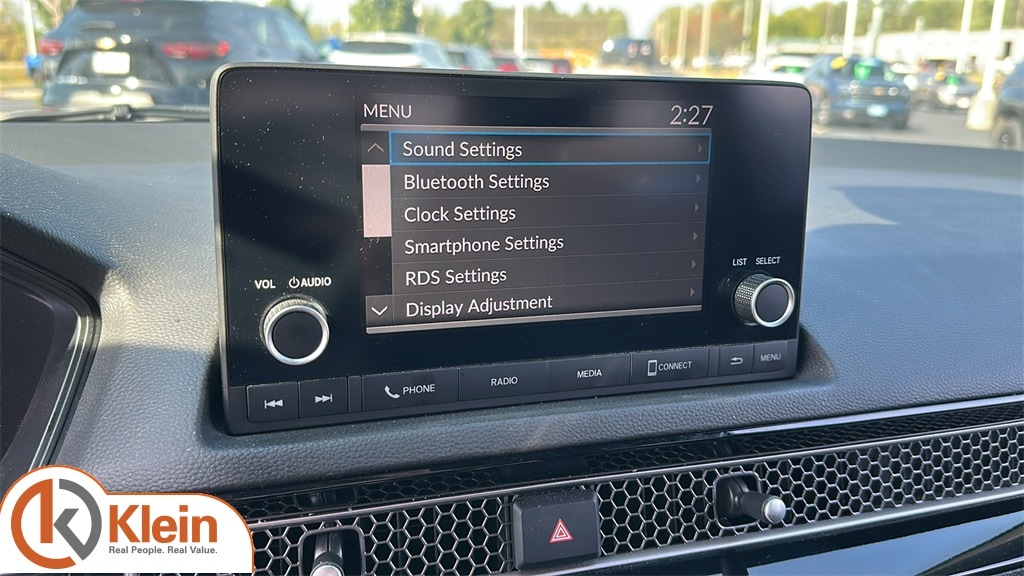 MENU 2:27
Sound Settings
Bluetooth Settings
Clock Settings
Smartphone Settings
RDS Settings
Display Adjustment
VOL AUDIO
LIST SELECT
PHONE RADIO MEDIA CONNECT MENU
Klein
Real People. Real Value.